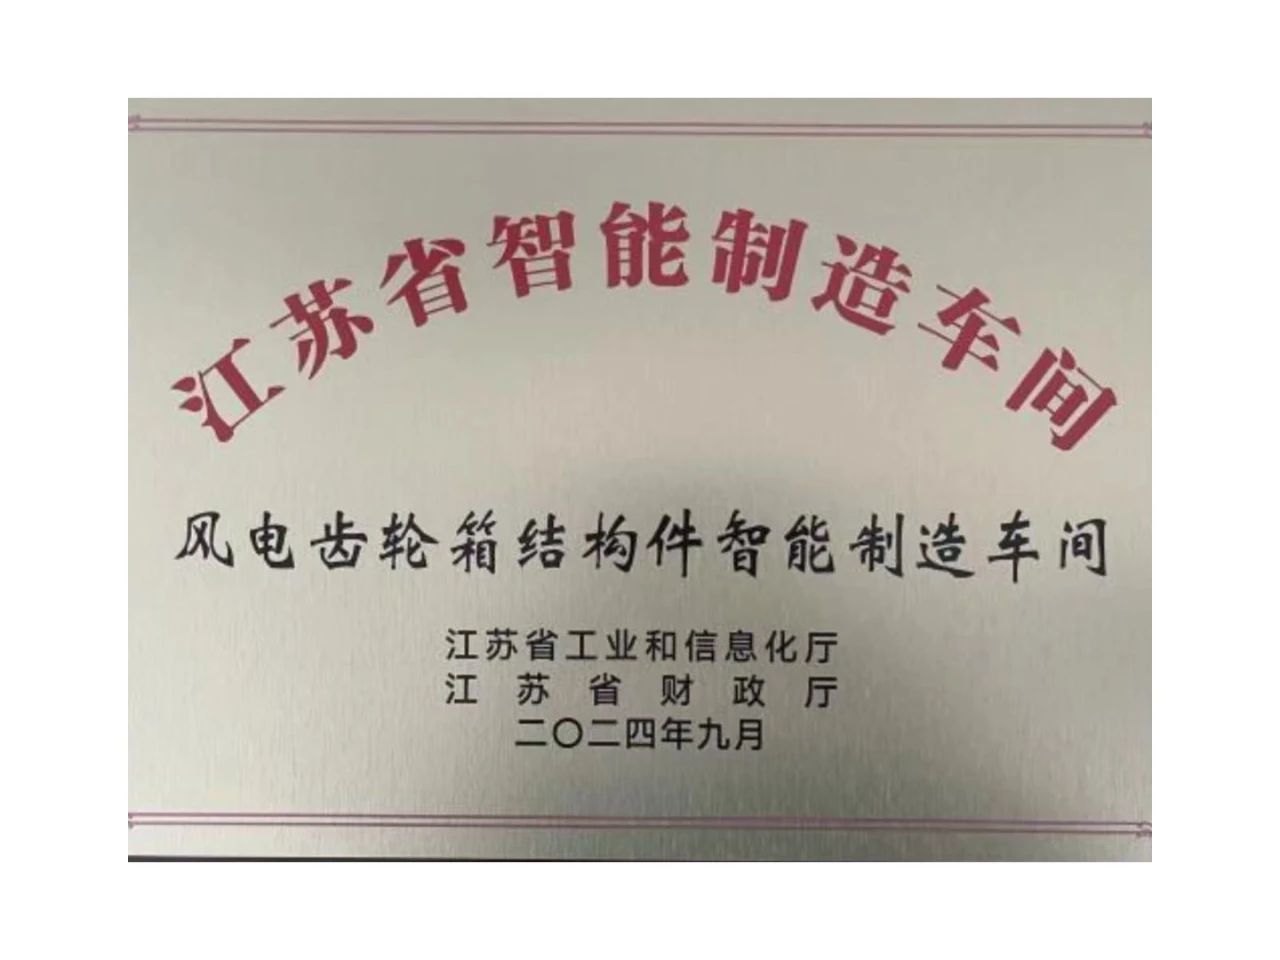 江苏省智能制造车间
风电齿轮箱结构件智能制造车间
江苏省工业和信息化厅
江苏省财政厅
二〇二四年九月